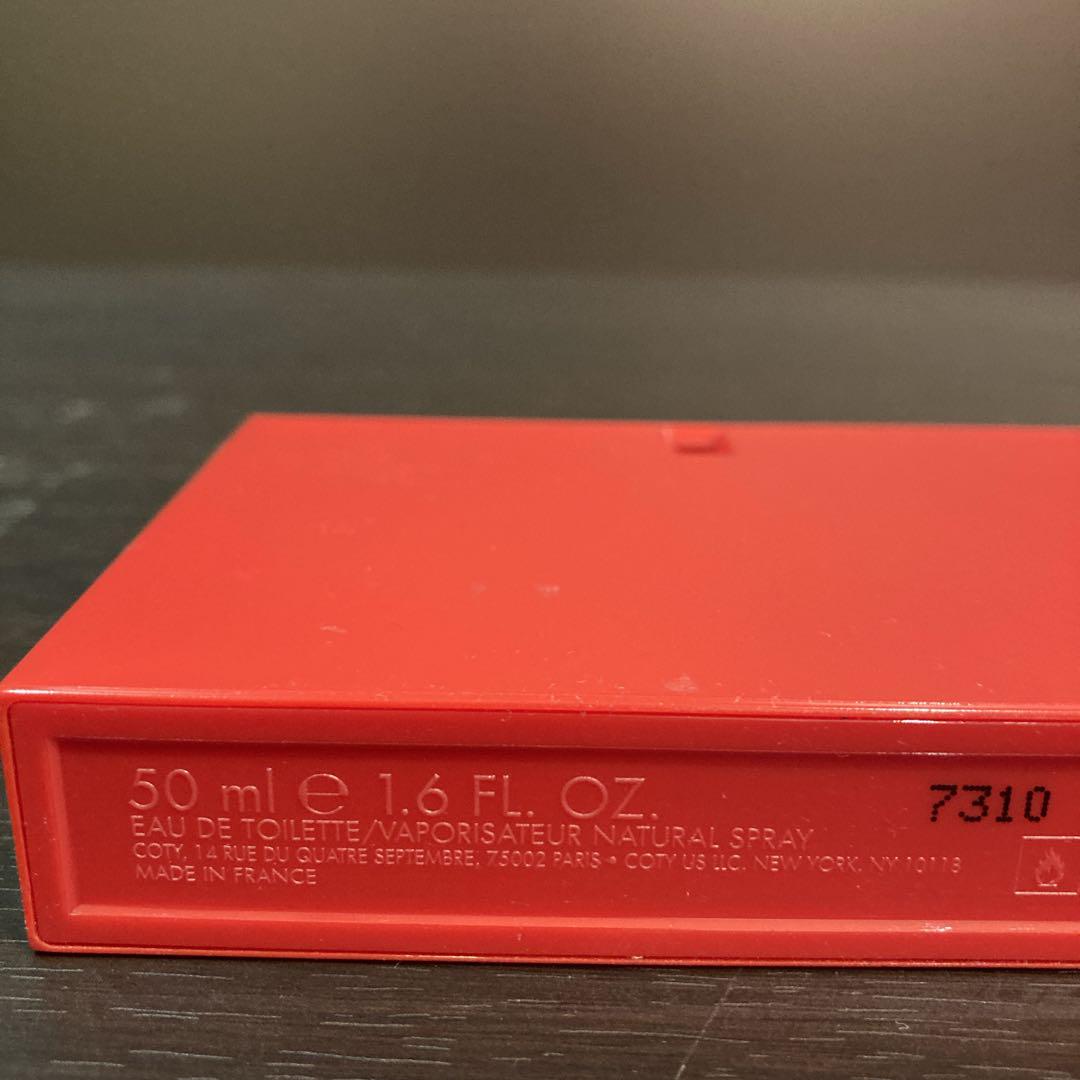 50 ml e 1.6 FL. OZ.
7310
EAU DE TOILETTE/VAPORISATEUR NATURAL SPRAY
COTY, 14 RUE DU QUATRE SEPTEMBRE, 75002 PARIS • COTY US LLC. NEW YORK, NY 10118
MADE IN FRANCE